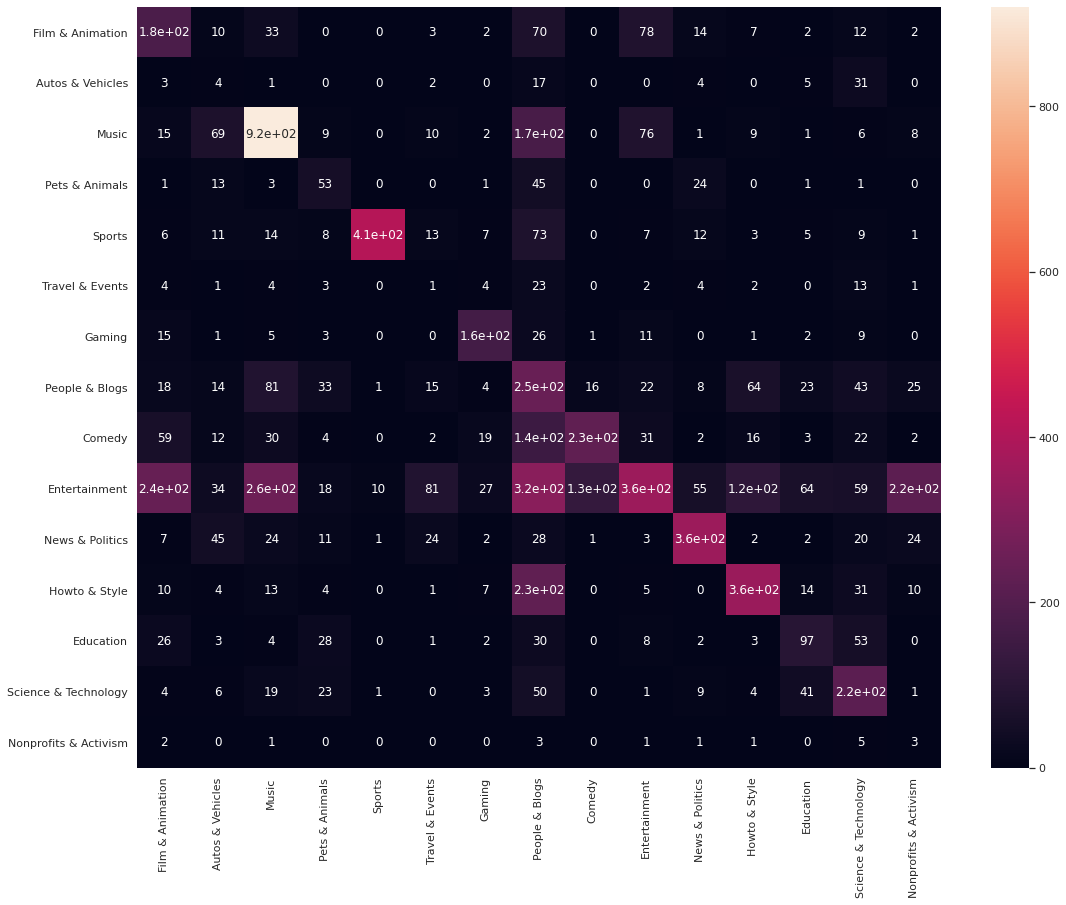 Film & Animation 1.8e+02 10 33 0 0 3 2 70 0 78 14 7 2 12 2
Autos & Vehicles 3 4 1 0 0 2 0 17 0 0 4 0 5 31 0
800
Music 15 69 9.2e+02 9 0 10 2 1.7e+02 0 76 1 9 1 6 8
Pets & Animals 1 13 3 53 0 0 1 45 0 0 24 0 1 1 0
Sports 6 11 14 8 4.1e+02 13 7 73 0 7 12 3 5 9 1
600
Travel & Events 4 1 4 3 0 1 4 23 0 2 4 2 0 13 1
Gaming 15 1 5 3 0 0 1.6e+02 26 1 11 0 1 2 9 0
People & Blogs 18 14 81 33 1 15 4 2.5e+02 16 22 8 64 23 43 25
400
Comedy 59 12 30 4 0 2 19 1.4e+02 2.3e+02 31 2 16 3 22 2
Entertainment 2.4e+02 34 2.6e+02 18 10 81 27 3.2e+02 1.3e+02 3.6e+02 55 1.2e+02 64 59 2.2e+02
News & Politics 7 45 24 11 1 24 2 28 1 3 3.6e+02 2 2 20 24
Howto & Style 10 4 13 4 0 1 7 2.3e+02 0 5 0 3.6e+02 14 31 10
200
Education 26 3 4 28 0 1 2 30 0 8 2 3 97 53 0
Science & Technology 4 6 19 23 1 0 3 50 0 1 9 4 41 2.2e+02 1
Nonprofits & Activism 2 0 1 0 0 0 0 3 0 1 1 1 0 5 3
0
Film & Animation
Autos & Vehicles
Music
Pets & Animals
Sports
Travel & Events
Gaming
People & Blogs
Comedy
Entertainment
News & Politics
Howto & Style
Education
Science & Technology
Nonprofits & Activism